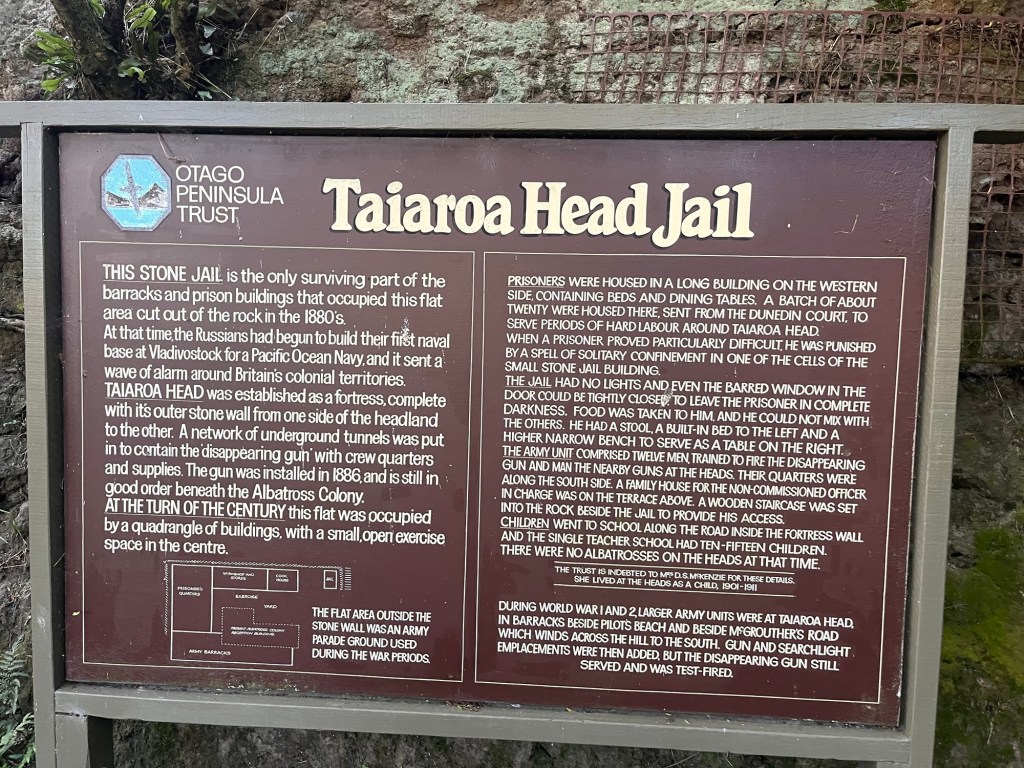 OTAGO
PENINSULA
TRUST
Taiaroa Head Jail
THIS STONE JAIL is the only surviving part of the
barracks and prison buildings that occupied this flat
area cut out of the rock in the 1880's.
At that time, the Russians had begun to build their first naval
base at Vladivostock for a Pacific Ocean Navy, and it sent a
wave of alarm around Britain's colonial territories.
TAIAROA HEAD was established as a fortress, complete
with it's outer stone wall from one side of the headland
to the other. A network of underground tunnels was put
in to contain the 'disappearing gun' with crew quarters
and supplies. The gun was installed in 1886, and is still in
good order beneath the Albatross Colony.
AT THE TURN OF THE CENTURY this flat was occupied
by a quadrangle of buildings, with a small, open exercise
space in the centre.
PRISONERS QUARTERS
WORKSHOP AND STORES
COOK HOUSE
JAIL
EXERCISE
YARD
PRESENT ALBATROSS COLONY
RECEPTION BUILDING
ARMY BARRACKS
THE FLAT AREA OUTSIDE THE
STONE WALL WAS AN ARMY
PARADE GROUND USED
DURING THE WAR PERIODS.
PRISONERS WERE HOUSED IN A LONG BUILDING ON THE WESTERN
SIDE, CONTAINING BEDS AND DINING TABLES. A BATCH OF ABOUT
TWENTY WERE HOUSED THERE, SENT FROM THE DUNEDIN COURT, TO
SERVE PERIODS OF HARD LABOUR AROUND TAIAROA HEAD.
WHEN A PRISONER PROVED PARTICULARLY DIFFICULT, HE WAS PUNISHED
BY A SPELL OF SOLITARY CONFINEMENT IN ONE OF THE CELLS OF THE
SMALL STONE JAIL BUILDING.
THE JAIL HAD NO LIGHTS AND EVEN THE BARRED WINDOW IN THE
DOOR COULD BE TIGHTLY CLOSED TO LEAVE THE PRISONER IN COMPLETE
DARKNESS. FOOD WAS TAKEN TO HIM, AND HE COULD NOT MIX WITH
THE OTHERS. HE HAD A STOOL, A BUILT-IN BED TO THE LEFT AND A
HIGHER NARROW BENCH TO SERVE AS A TABLE ON THE RIGHT.
THE ARMY UNIT COMPRISED TWELVE MEN, TRAINED TO FIRE THE DISAPPEARING
GUN AND MAN THE NEARBY GUNS AT THE HEADS. THEIR QUARTERS WERE
ALONG THE SOUTH SIDE. A FAMILY HOUSE FOR THE NON-COMMISSIONED OFFICER
IN CHARGE WAS ON THE TERRACE ABOVE. A WOODEN STAIRCASE WAS SET
INTO THE ROCK BESIDE THE JAIL TO PROVIDE HIS ACCESS.
CHILDREN WENT TO SCHOOL ALONG THE ROAD INSIDE THE FORTRESS WALL
AND THE SINGLE TEACHER SCHOOL HAD TEN-FIFTEEN CHILDREN.
THERE WERE NO ALBATROSSES ON THE HEADS AT THAT TIME.
THE TRUST IS INDEBTED TO MRS D.S. McKENZIE FOR THESE DETAILS.
SHE LIVED AT THE HEADS AS A CHILD, 1901-1911
DURING WORLD WAR 1 AND 2, LARGER ARMY UNITS WERE AT TAIAROA HEAD,
IN BARRACKS BESIDE PILOT'S BEACH AND BESIDE McGROUTHER'S ROAD
WHICH WINDS ACROSS THE HILL TO THE SOUTH. GUN AND SEARCHLIGHT
EMPLACEMENTS WERE THEN ADDED, BUT THE DISAPPEARING GUN STILL
SERVED AND WAS TEST-FIRED.